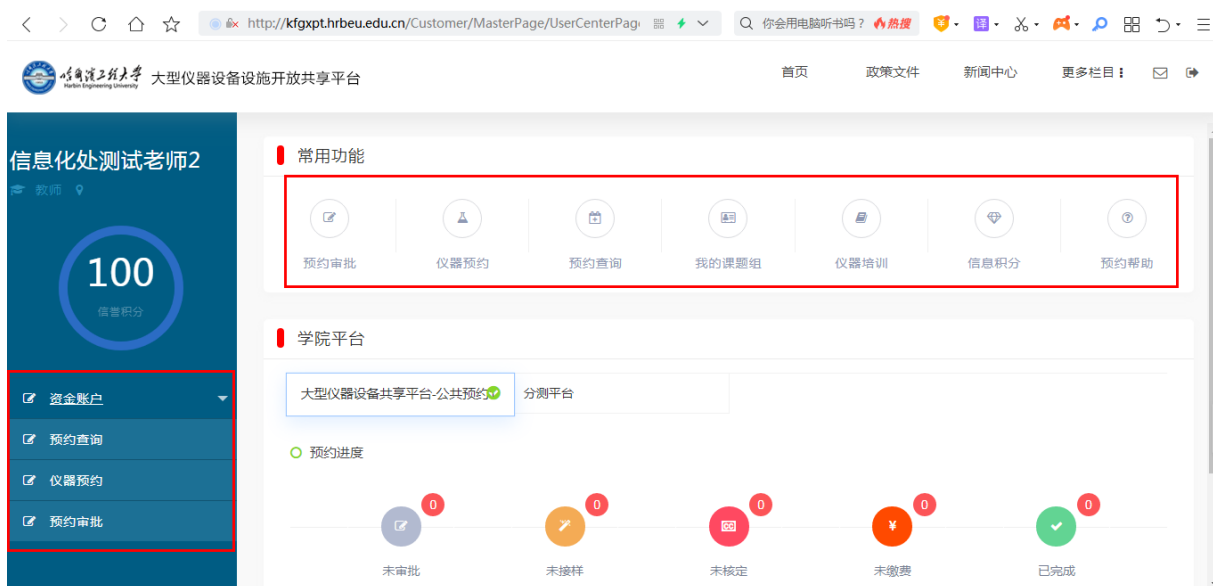 http://kfgxpt.hrbeu.edu.cn/Customer/MasterPage/UserCenterPag
你会用电脑听书吗？ 热搜
译
哈尔滨工程大学
Harbin Engineering University
大型仪器设备设施开放共享平台
首页 政策文件 新闻中心 更多栏目
信息化处测试老师2
教师
100
信誉积分
资金账户
预约查询
仪器预约
预约审批
常用功能
预约审批 仪器预约 预约查询 我的课题组 仪器培训 信息积分 预约帮助
学院平台
大型仪器设备共享平台-公共预约 分测平台
预约进度
0 0 0 0 0
未审批 未接样 未核定 未缴费 已完成